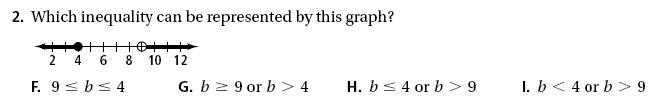 2. Which inequality can be represented by this graph?
2 4 6 8 10 12
F. 9 ≤ b ≤ 4 G. b ≥ 9 or b > 4 H. b ≤ 4 or b > 9 I. b < 4 or b > 9